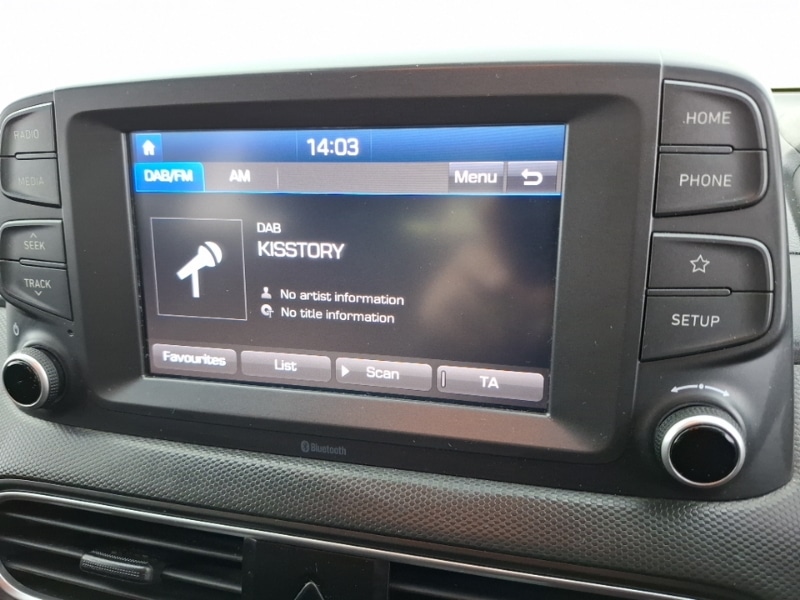 RADIO
MEDIA
SEEK
TRACK
14:03
DAB/FM AM Menu
DAB
KISSTORY
No artist information
No title information
Favourites List Scan TA
Bluetooth
HOME
PHONE
SETUP